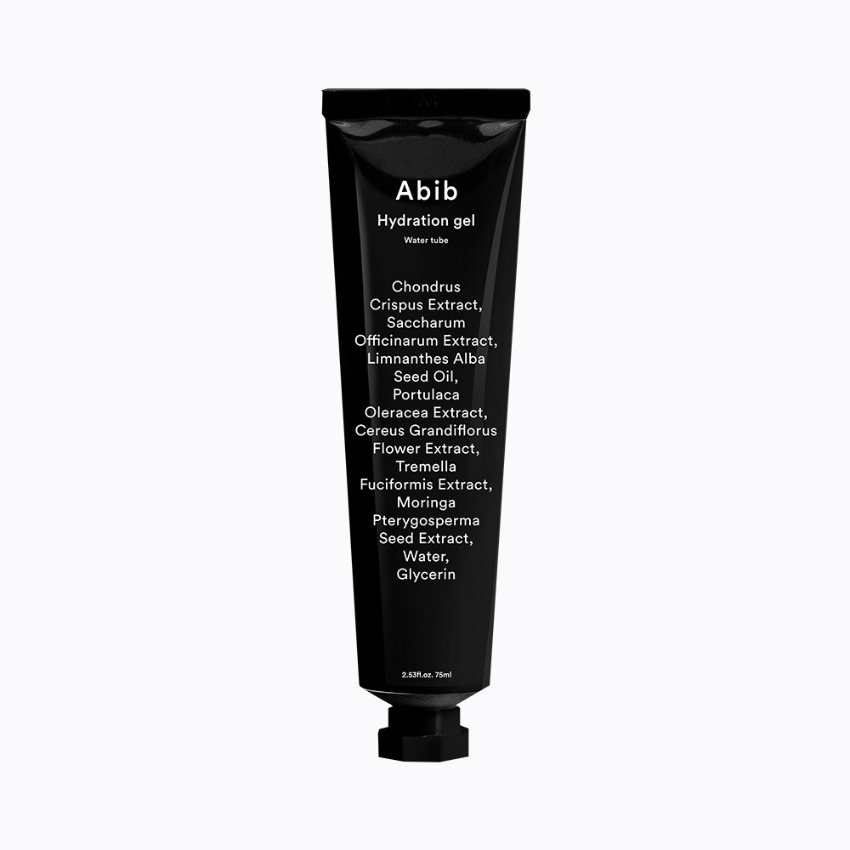 Abib
Hydration gel
Water tube
Chondrus
Crispus Extract,
Saccharum
Officinarum Extract,
Limnanthes Alba
Seed Oil,
Portulaca
Oleracea Extract,
Cereus Grandiflorus
Flower Extract,
Tremella
Fuciformis Extract,
Moringa
Pterygosperma
Seed Extract,
Water,
Glycerin
2.53fl.oz. 75ml